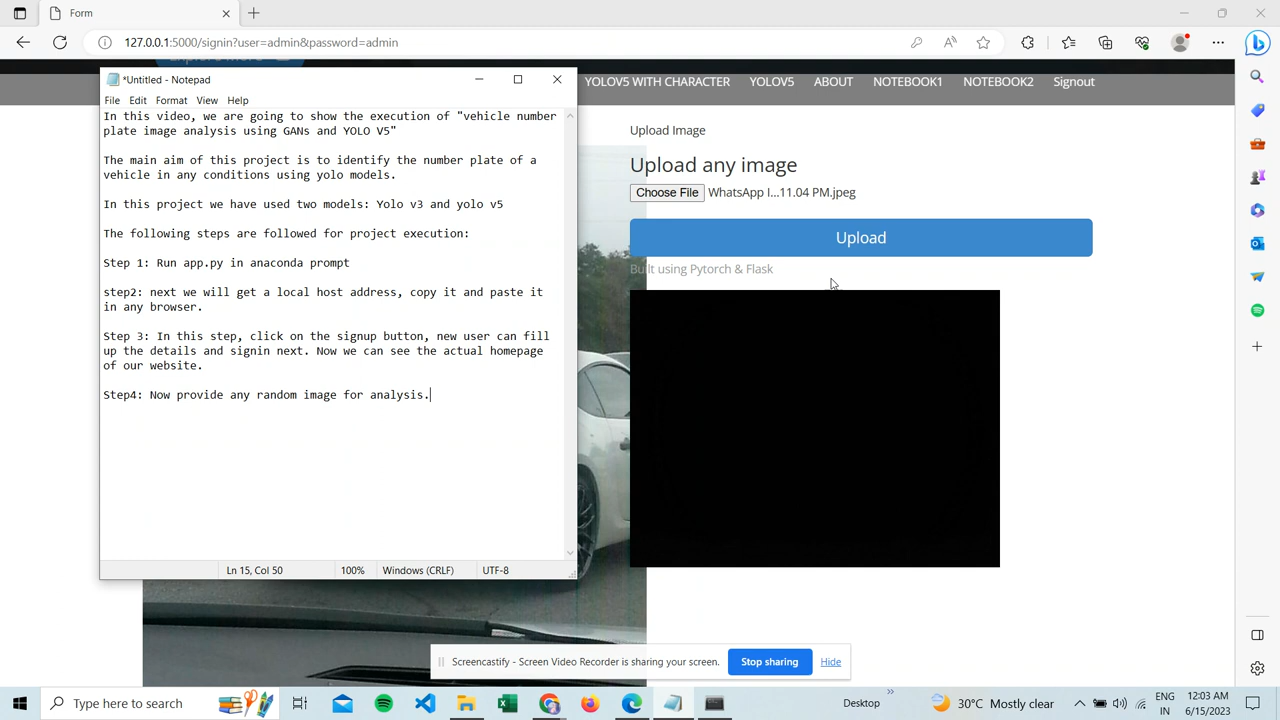 Form
127.0.0.1:5000/signin?user=admin&password=admin
YOLOV5 WITH CHARACTER YOLOV5 ABOUT NOTEBOOK1 NOTEBOOK2 Signout
*Untitled - Notepad
File Edit Format View Help
In this video, we are going to show the execution of "vehicle number
plate image analysis using GANs and YOLO V5"
The main aim of this project is to identify the number plate of a
vehicle in any conditions using yolo models.
In this project we have used two models: Yolo v3 and yolo v5
The following steps are followed for project execution:
Step 1: Run app.py in anaconda prompt
step2: next we will get a local host address, copy it and paste it
in any browser.
Step 3: In this step, click on the signup button, new user can fill
up the details and signin next. Now we can see the actual homepage
of our website.
Step4: Now provide any random image for analysis.
Ln 15, Col 50 100% Windows (CRLF) UTF-8
Upload Image
Upload any image
Choose File WhatsApp I...11.04 PM.jpeg
Upload
Built using Pytorch & Flask
Screencastify - Screen Video Recorder is sharing your screen. Stop sharing Hide
Type here to search
Desktop
30°C Mostly clear
ENG
IN
12:03 AM
6/15/2023